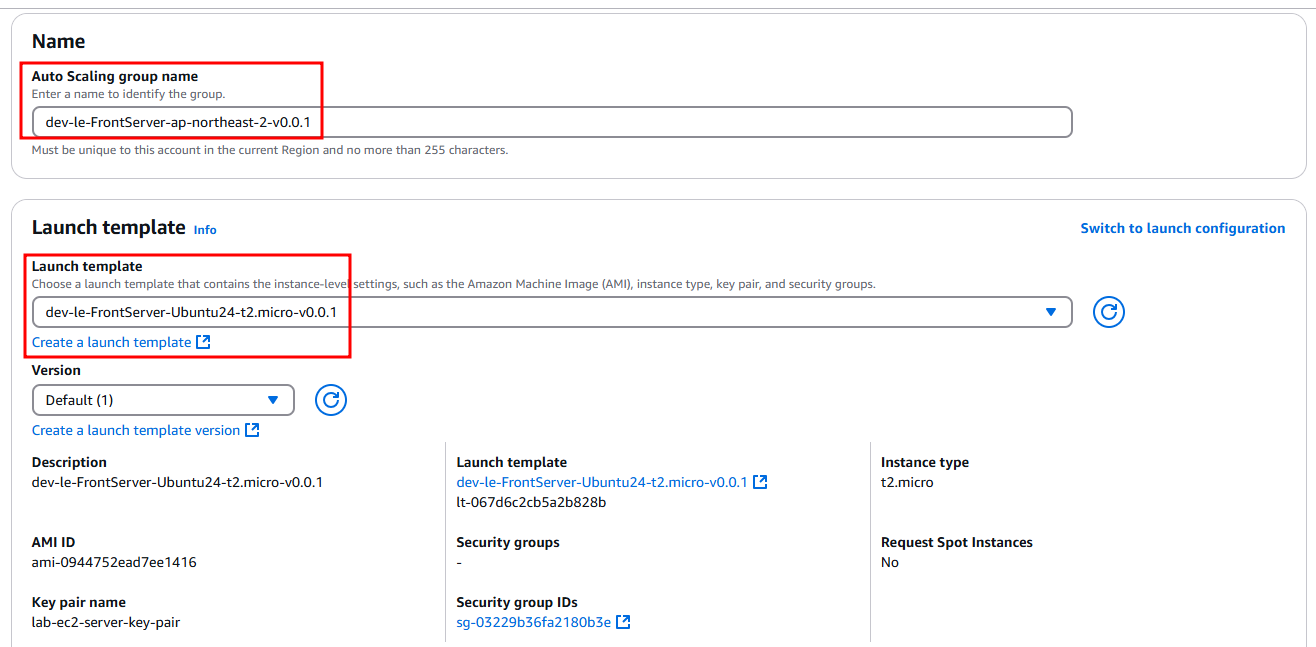 Name
Auto Scaling group name
Enter a name to identify the group.
dev-le-FrontServer-ap-northeast-2-v0.0.1
Must be unique to this account in the current Region and no more than 255 characters.
Launch template Info
Switch to launch configuration
Launch template
Choose a launch template that contains the instance-level settings, such as the Amazon Machine Image (AMI), instance type, key pair, and security groups.
dev-le-FrontServer-Ubuntu24-t2.micro-v0.0.1
Create a launch template
Version
Default (1)
Create a launch template version
Description
dev-le-FrontServer-Ubuntu24-t2.micro-v0.0.1
Launch template
dev-le-FrontServer-Ubuntu24-t2.micro-v0.0.1
lt-067d6c2cb5a2b828b
Instance type
t2.micro
AMI ID
ami-0944752ead7ee1416
Security groups
-
Request Spot Instances
No
Key pair name
lab-ec2-server-key-pair
Security group IDs
sg-03229b36fa2180b3e